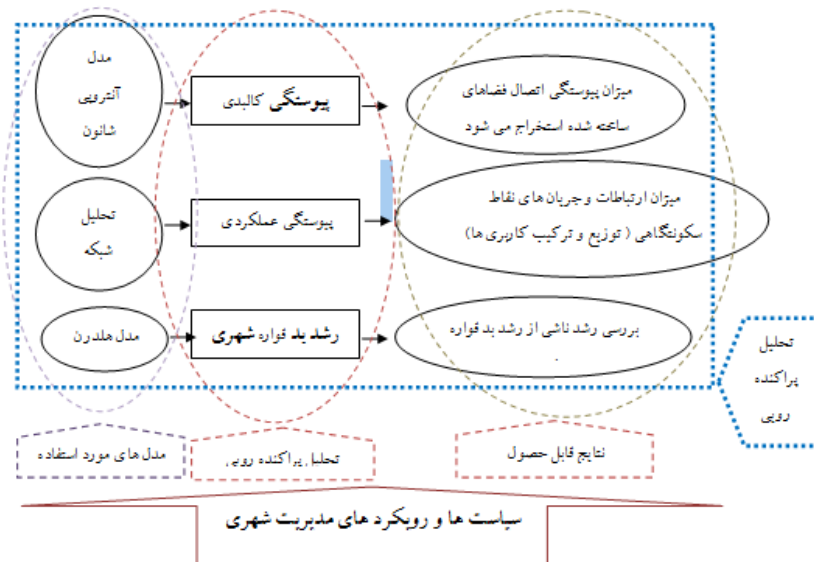 مدل
آنتروپی
شانون
پیوستگی کالبدی
میزان پیوستگی اتصال فضاهای
ساخته شده استخراج می شود
تحلیل
شبکه
پیوستگی عملکردی
میزان ارتباطات و جریان های نقاط
سکونتگاهی ( توزیع و ترکیب کاربری ها)
مدل هلدرن
رشد بد قواره شهری
بررسی رشد ناشی از رشد بد قواره
.
تحلیل
پراکنده
رویی
مدل های مورد استفاده
تحلیل پراکنده رویی
نتایج قابل حصول
سیاست ها و رویکرد های مدیریت شهری